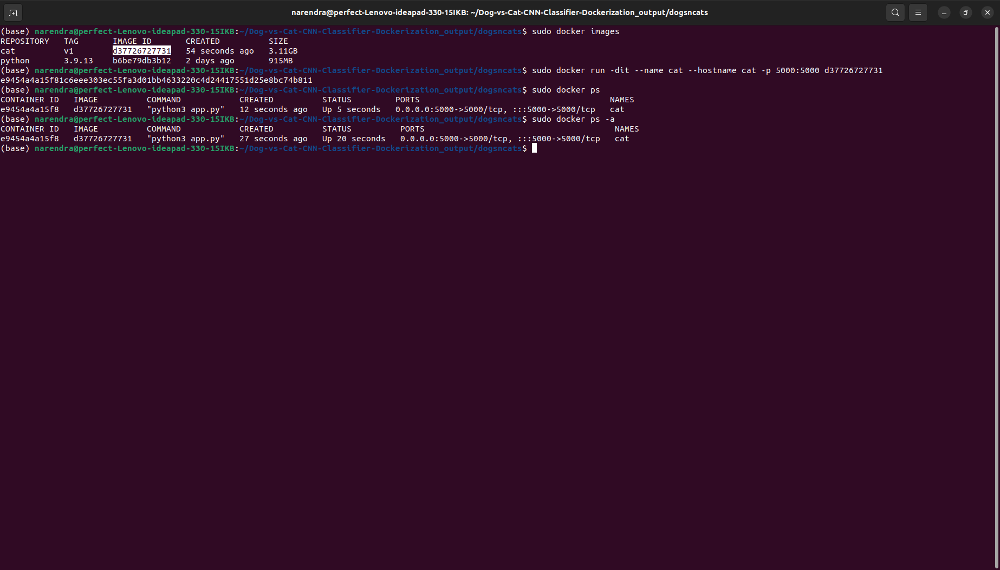 narendra@perfect-Lenovo-ideapad-330-15IKB: ~/Dog-vs-Cat-CNN-Classifier-Dockerization_output/dogsncats
(base) narendra@perfect-Lenovo-ideapad-330-15IKB:~/Dog-vs-Cat-CNN-Classifier-Dockerization_output/dogsncats$ sudo docker images
REPOSITORY   TAG       IMAGE ID       CREATED          SIZE
cat          v1        d37726727731   54 seconds ago   3.11GB
python       3.9.13    b6be79db3b12   2 days ago       915MB
(base) narendra@perfect-Lenovo-ideapad-330-15IKB:~/Dog-vs-Cat-CNN-Classifier-Dockerization_output/dogsncats$ sudo docker run -dit --name cat --hostname cat -p 5000:5000 d37726727731
e9454a4a15f81c6eee303ec55fa3d01bb4633220c4d24417551d25e8bc74b811
(base) narendra@perfect-Lenovo-ideapad-330-15IKB:~/Dog-vs-Cat-CNN-Classifier-Dockerization_output/dogsncats$ sudo docker ps
CONTAINER ID   IMAGE          COMMAND            CREATED          STATUS         PORTS                                       NAMES
e9454a4a15f8   d37726727731   "python3 app.py"   12 seconds ago   Up 5 seconds   0.0.0.0:5000->5000/tcp, :::5000->5000/tcp   cat
(base) narendra@perfect-Lenovo-ideapad-330-15IKB:~/Dog-vs-Cat-CNN-Classifier-Dockerization_output/dogsncats$ sudo docker ps -a
CONTAINER ID   IMAGE          COMMAND            CREATED          STATUS          PORTS                                       NAMES
e9454a4a15f8   d37726727731   "python3 app.py"   27 seconds ago   Up 20 seconds   0.0.0.0:5000->5000/tcp, :::5000->5000/tcp   cat
(base) narendra@perfect-Lenovo-ideapad-330-15IKB:~/Dog-vs-Cat-CNN-Classifier-Dockerization_output/dogsncats$